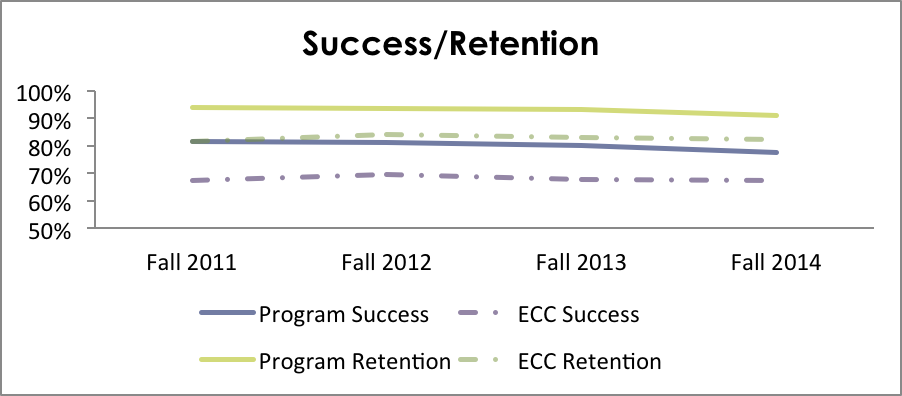 Success/Retention
100%
90%
80%
70%
60%
50%
Fall 2011 Fall 2012 Fall 2013 Fall 2014
Program Success ECC Success
Program Retention ECC Retention